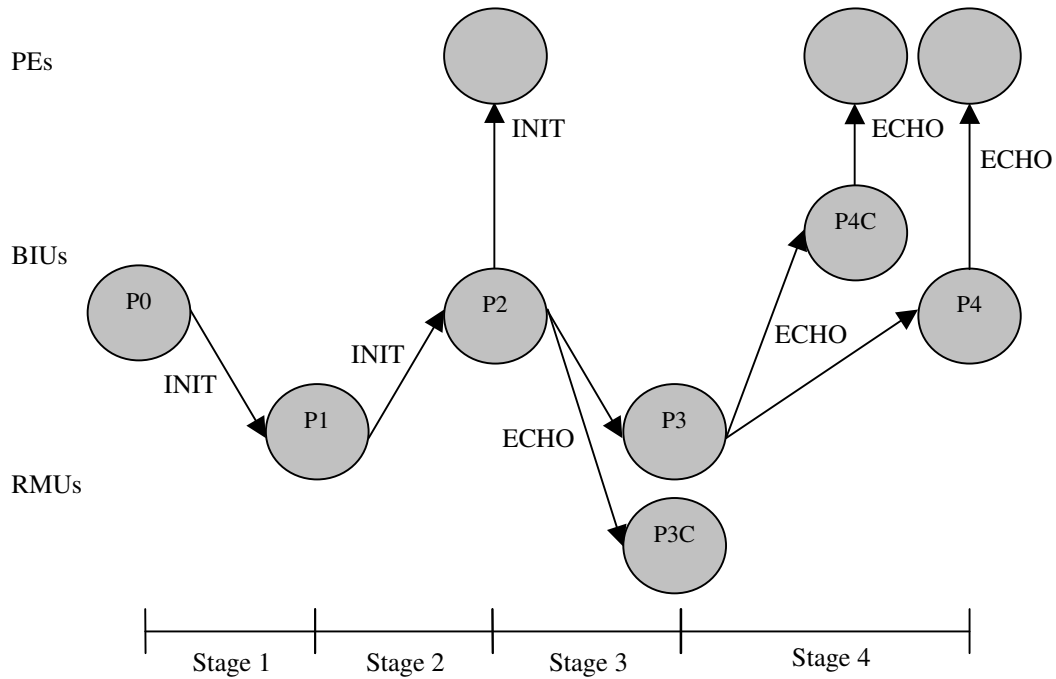 PEs
INIT
ECHO
ECHO
P4C
BIUs
P0
P2
P4
INIT
INIT
ECHO
P1
P3
ECHO
RMUs
P3C
Stage 1
Stage 2
Stage 3
Stage 4